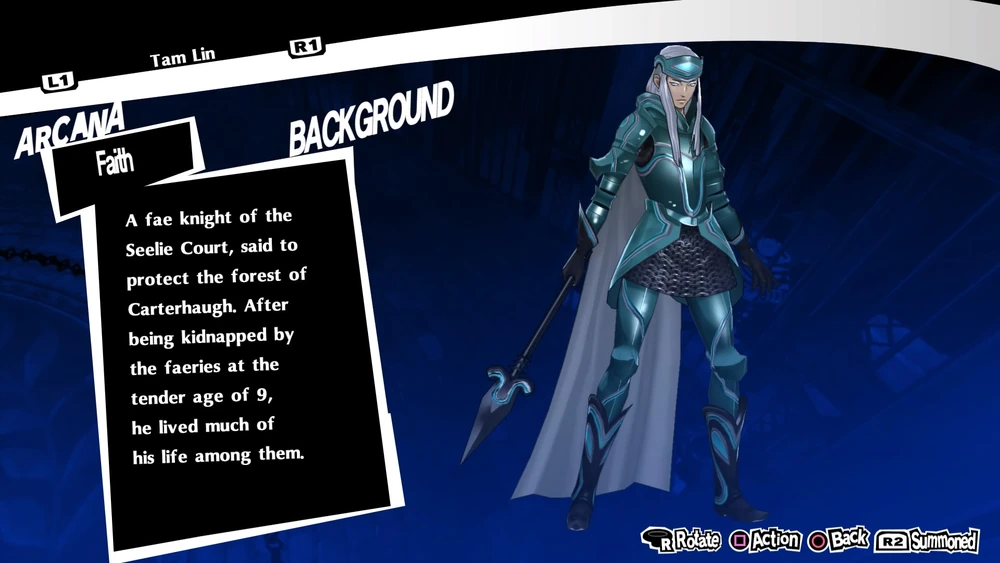 L1
Tam Lin
R1
ARCANA
Faith
BACKGROUND
A fae knight of the
Seelie Court, said to
protect the forest of
Carterhaugh. After
being kidnapped by
the faeries at the
tender age of 9,
he lived much of
his life among them.
R Rotate Action Back R2 Summoned